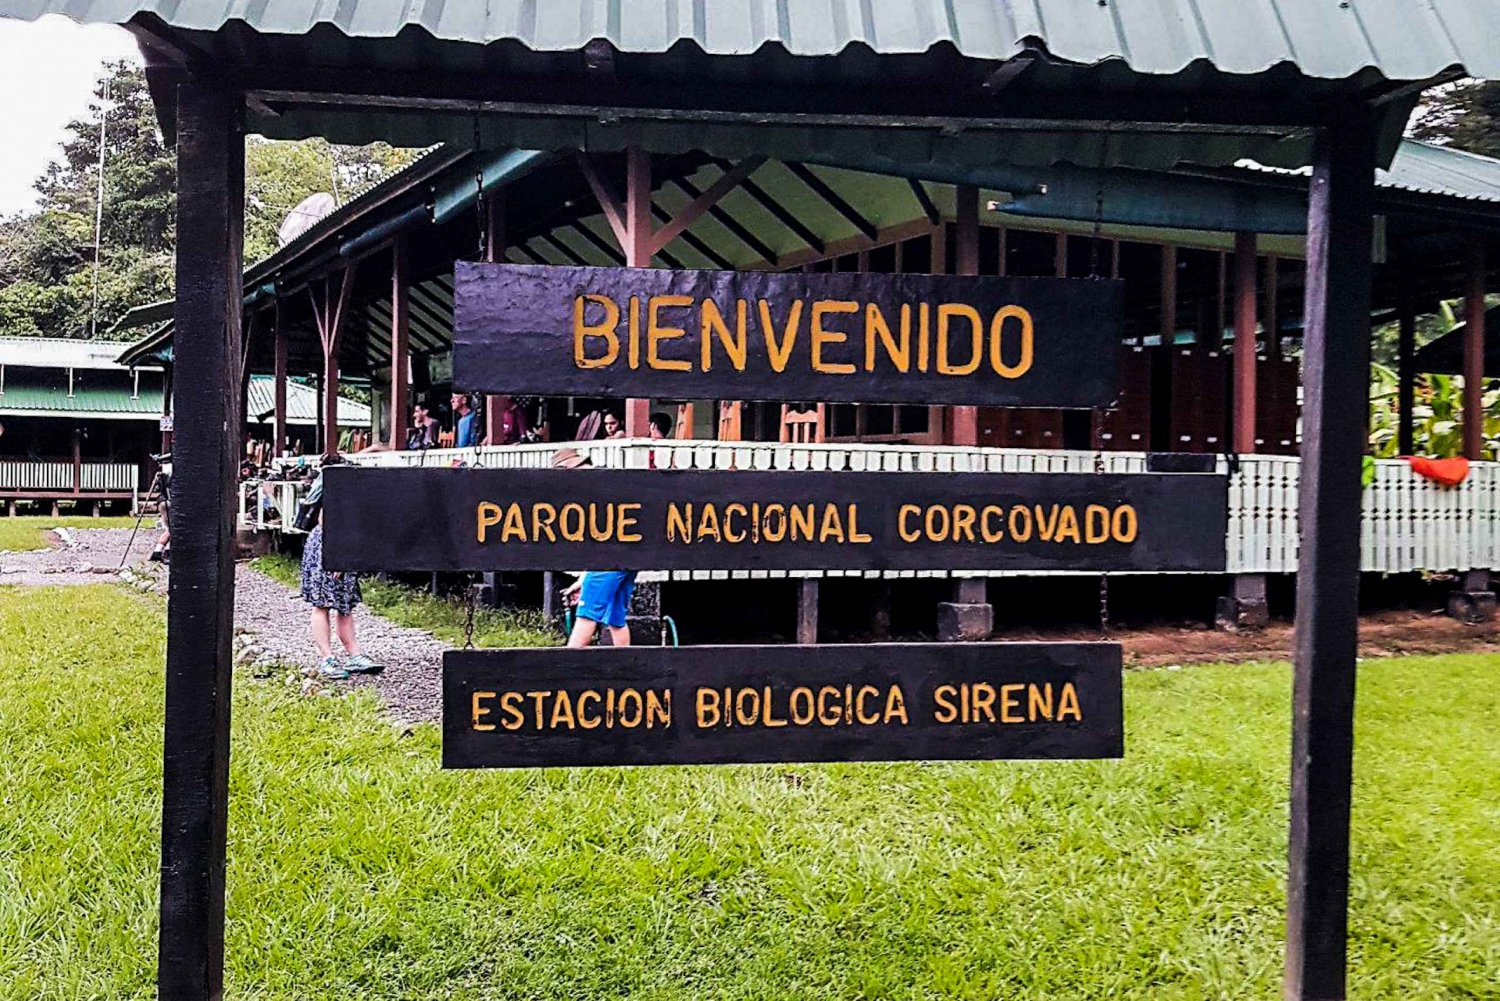 BIENVENIDO
PARQUE NACIONAL CORCOVADO
ESTACION BIOLOGICA SIRENA